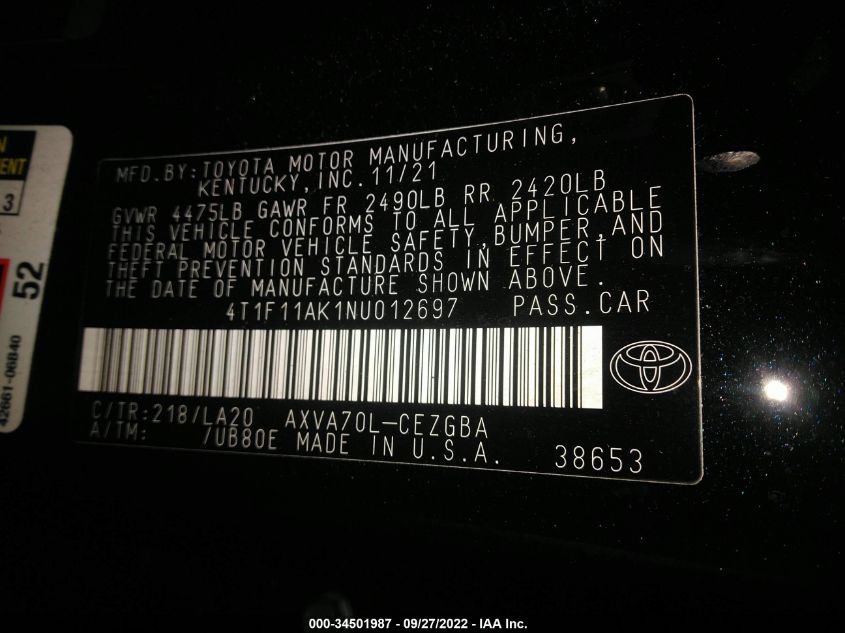 MFD.BY:TOYOTA MOTOR MANUFACTURING,
KENTUCKY,INC.11/21
GVWR 4475LB GAWR FR 2490LB RR 2420LB
THIS VEHICLE CONFORMS TO ALL APPLICABLE
FEDERAL MOTOR VEHICLE SAFETY,BUMPER,AND
THEFT PREVENTION STANDARDS IN EFFECT ON
THE DATE OF MANUFACTURE SHOWN ABOVE.
4T1F11AK1NU012697 PASS.CAR
C/TR:218/LA20 AXVA70L-CEZGBA
A/TM: /UB80E MADE IN U.S.A. 38653
3
52
42661-06B40
000-34501987 - 09/27/2022 - IAA Inc.